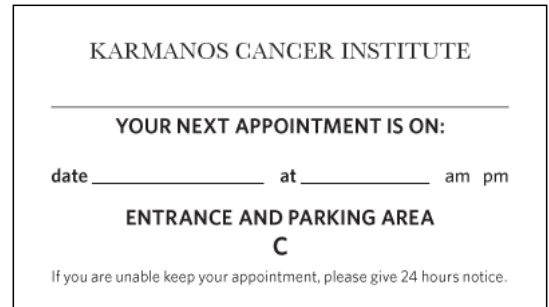 KARMANOS CANCER INSTITUTE
YOUR NEXT APPOINTMENT IS ON:
date at am pm
ENTRANCE AND PARKING AREA
C
If you are unable keep your appointment, please give 24 hours notice.